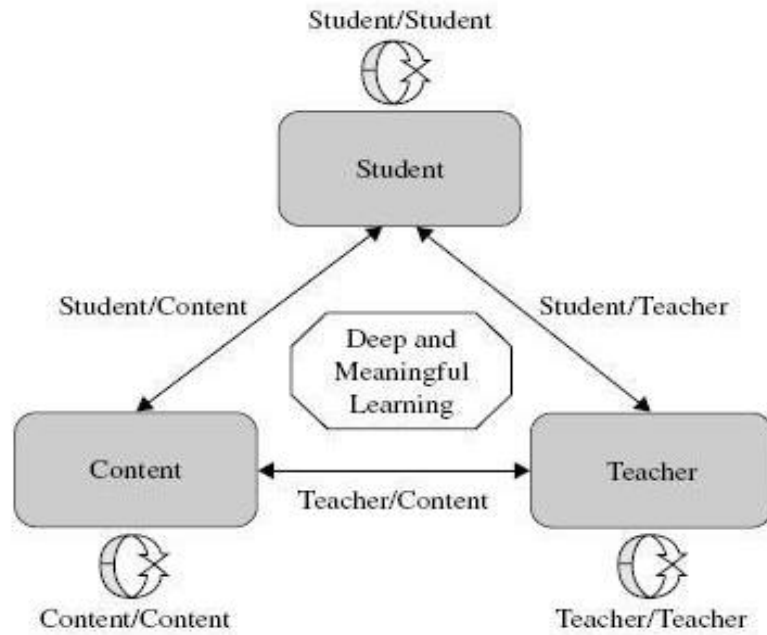 Student/Student
Student
Student/Content
Student/Teacher
Deep and
Meaningful
Learning
Content
Teacher
Teacher/Content
Content/Content
Teacher/Teacher